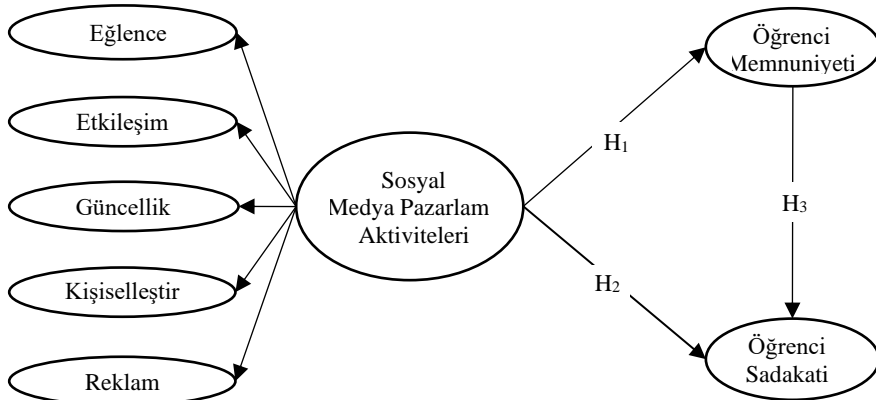 Eğlence
Etkileşim
Güncellik
Kişiselleştir
Reklam
Sosyal
Medya Pazarlam
Aktiviteleri
H1
H2
Öğrenci
Memnuniyeti
H3
Öğrenci
Sadakati